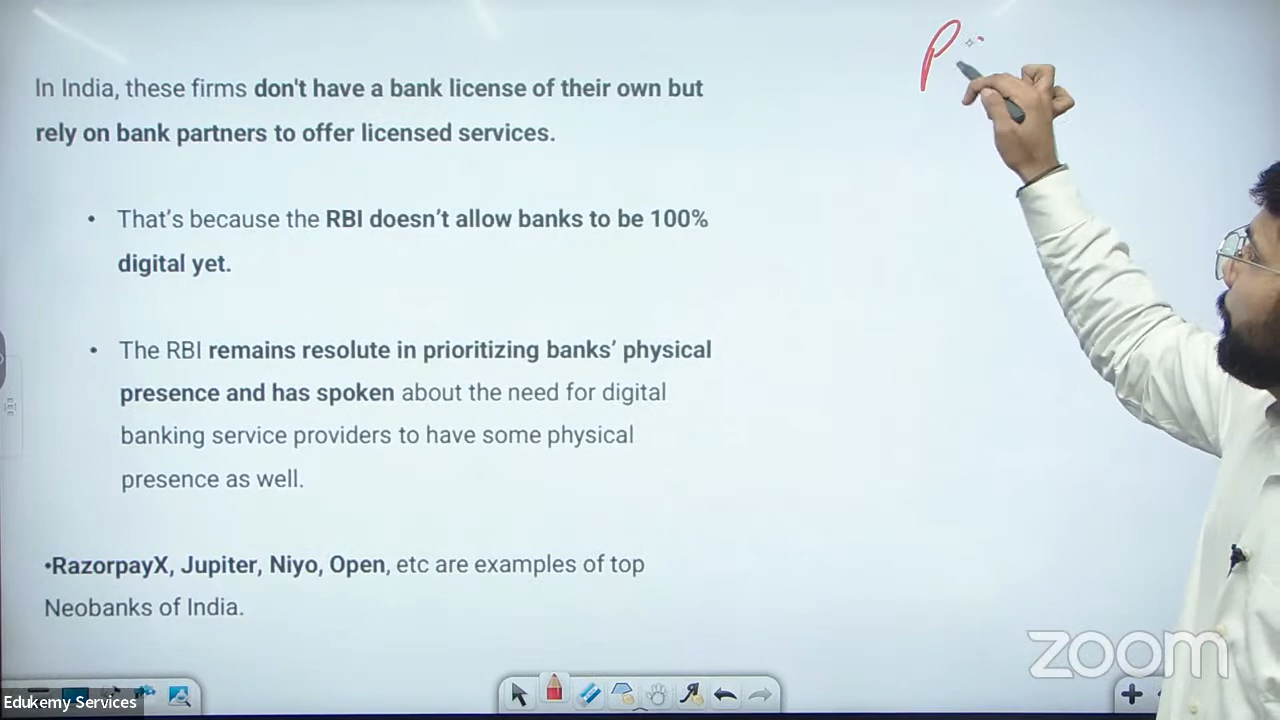 In India, these firms don't have a bank license of their own but
rely on bank partners to offer licensed services.
• That's because the RBI doesn't allow banks to be 100%
digital yet.
• The RBI remains resolute in prioritizing banks' physical
presence and has spoken about the need for digital
banking service providers to have some physical
presence as well.
•RazorpayX, Jupiter, Niyo, Open, etc are examples of top
Neobanks of India.
P
zoom
Edukemy Services